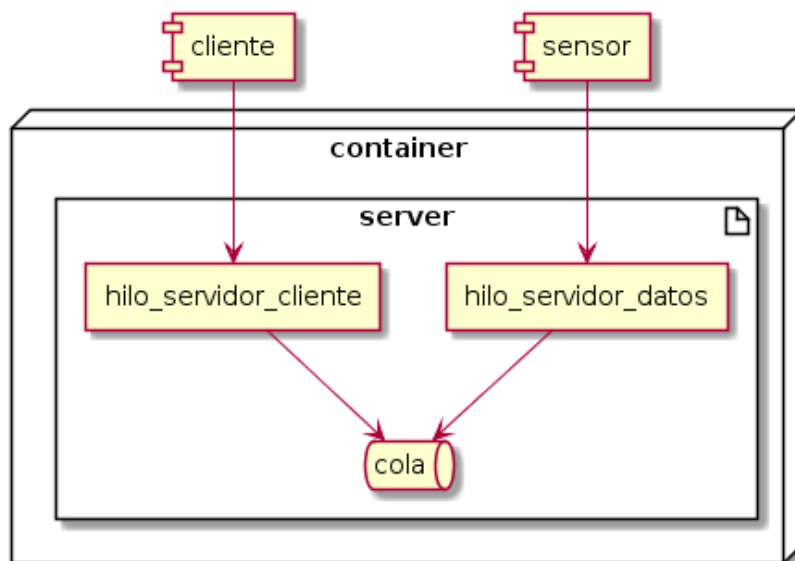 cliente
sensor
container
server
hilo_servidor_cliente
hilo_servidor_datos
cola